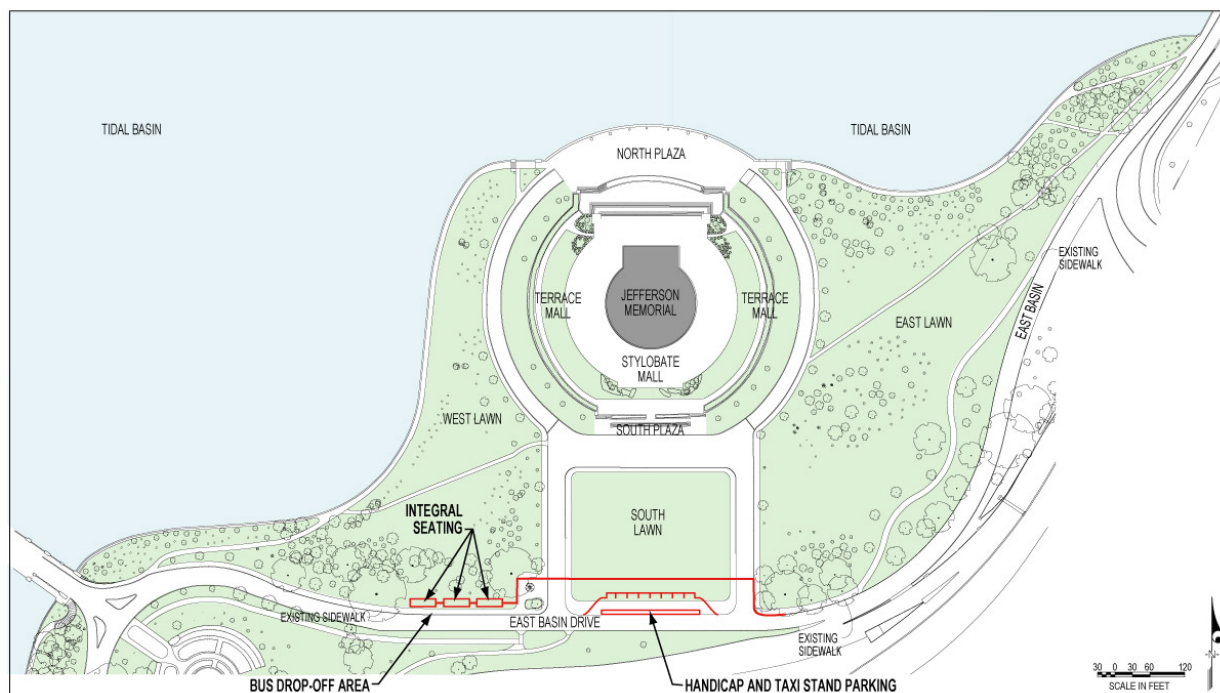 TIDAL BASIN
TIDAL BASIN
NORTH PLAZA
EXISTING
SIDEWALK
EAST BASIN
TERRACE
MALL
JEFFERSON
MEMORIAL
TERRACE
MALL
EAST LAWN
STYLOBATE
MALL
WEST LAWN
SOUTH PLAZA
INTEGRAL
SEATING
SOUTH
LAWN
EXISTING SIDEWALK
EAST BASIN DRIVE
EXISTING
SIDEWALK
BUS DROP-OFF AREA
HANDICAP AND TAXI STAND PARKING
30 0 30 60 120
SCALE IN FEET